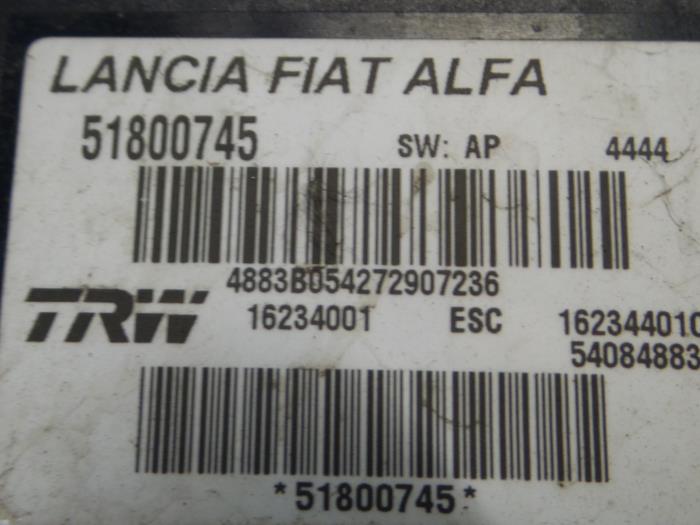 LANCIA FIAT ALFA
51800745 SW: AP 4444
4883B054272907236
TRW 16234001 ESC 162344010
54084883
*51800745*